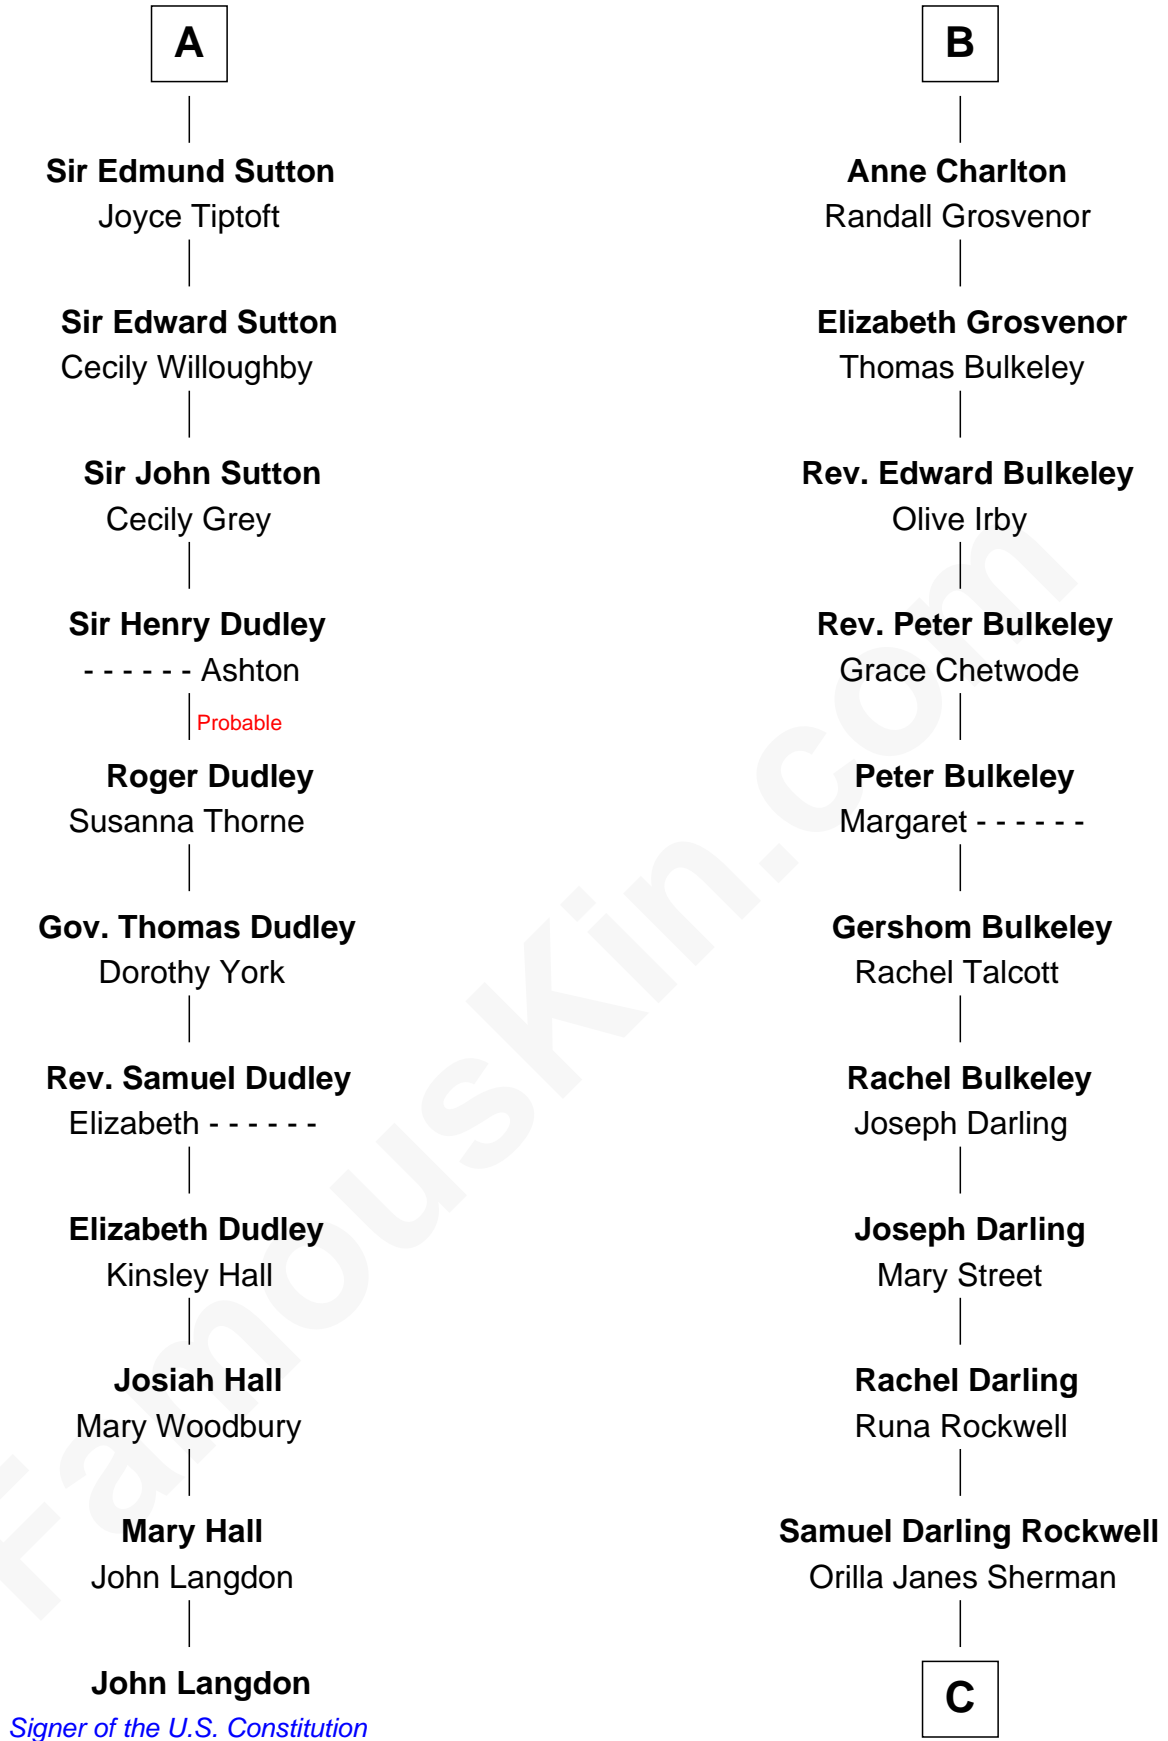 A
Sir Edmund Sutton
Joyce Tiptoft
Sir Edward Sutton
Cecily Willoughby
Sir John Sutton
Cecily Grey
Sir Henry Dudley
- - - - - - Ashton
Probable
Roger Dudley
Susanna Thorne
Gov. Thomas Dudley
Dorothy York
Rev. Samuel Dudley
Elizabeth - - - - - -
Elizabeth Dudley
Kinsley Hall
Josiah Hall
Mary Woodbury
Mary Hall
John Langdon
John Langdon
Signer of the U.S. Constitution
B
Anne Charlton
Randall Grosvenor
Elizabeth Grosvenor
Thomas Bulkeley
Rev. Edward Bulkeley
Olive Irby
Rev. Peter Bulkeley
Grace Chetwode
Peter Bulkeley
Margaret - - - - - -
Gershom Bulkeley
Rachel Talcott
Rachel Bulkeley
Joseph Darling
Joseph Darling
Mary Street
Rachel Darling
Runa Rockwell
Samuel Darling Rockwell
Orilla Janes Sherman
C
FamousKin.com